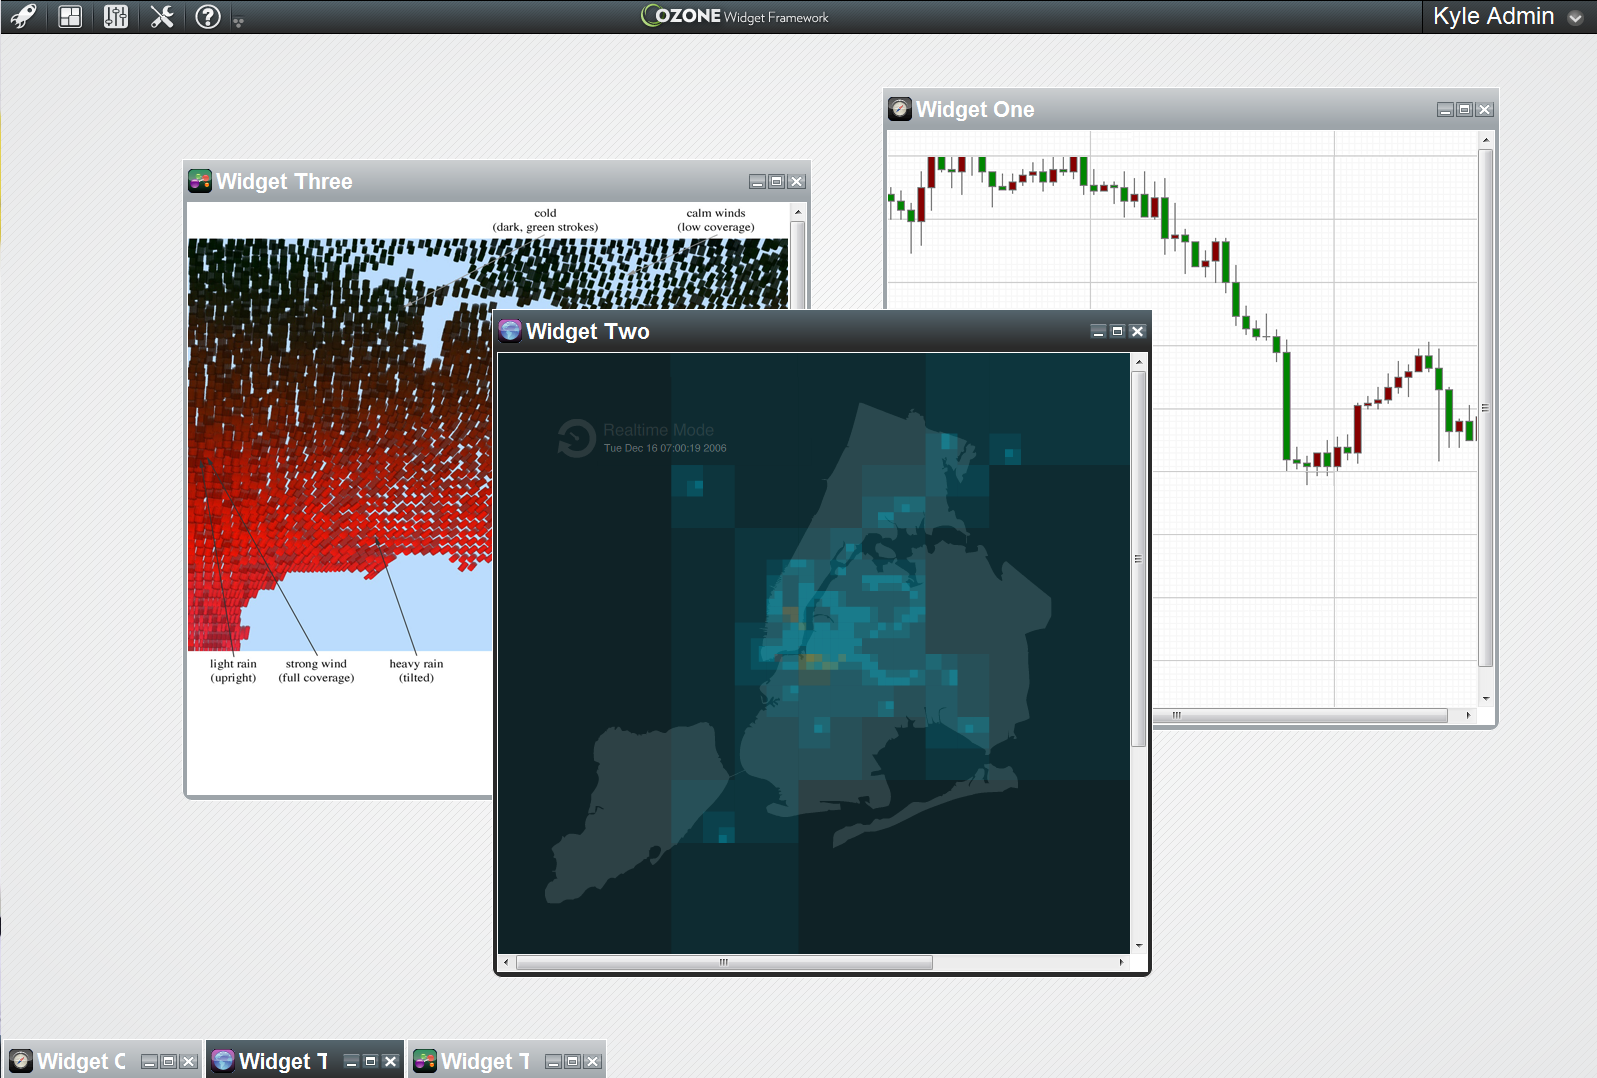 OZONE Widget Framework
Kyle Admin
Widget One
Widget Three
cold
(dark, green strokes)
calm winds
(low coverage)
Widget Two
Realtime Mode
Tue Dec 16 07:00:19 2006
light rain
(upright)
strong wind
(full coverage)
heavy rain
(tilted)
Widget
Widget T
Widget T